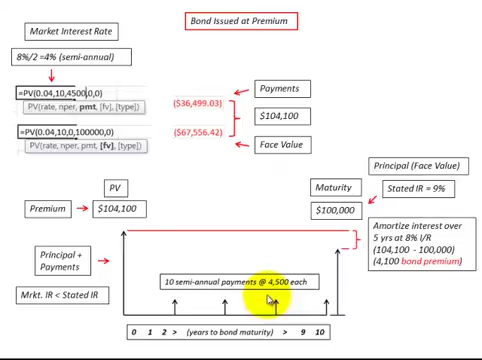 Bond Issued at Premium
Market Interest Rate
8%/2 =4% (semi-annual)
=PV(0.04,10,4500,0,0)
PV(rate, nper, pmt, [fv], [type])
($36,499.03)
Payments
$104,100
=PV(0.04,10,0,100000,0)
PV(rate, nper, pmt, [fv], [type])
($67,556.42)
Face Value
Principal (Face Value)
PV
Maturity
Stated IR = 9%
Premium
$104,100
$100,000
Amortize interest over
5 yrs at 8% I/R
(104,100 - 100,000)
(4,100 bond premium)
Principal +
Payments
Mrkt. IR < Stated IR
10 semi-annual payments @ 4,500 each
0 1 2 > (years to bond maturity) > 9 10